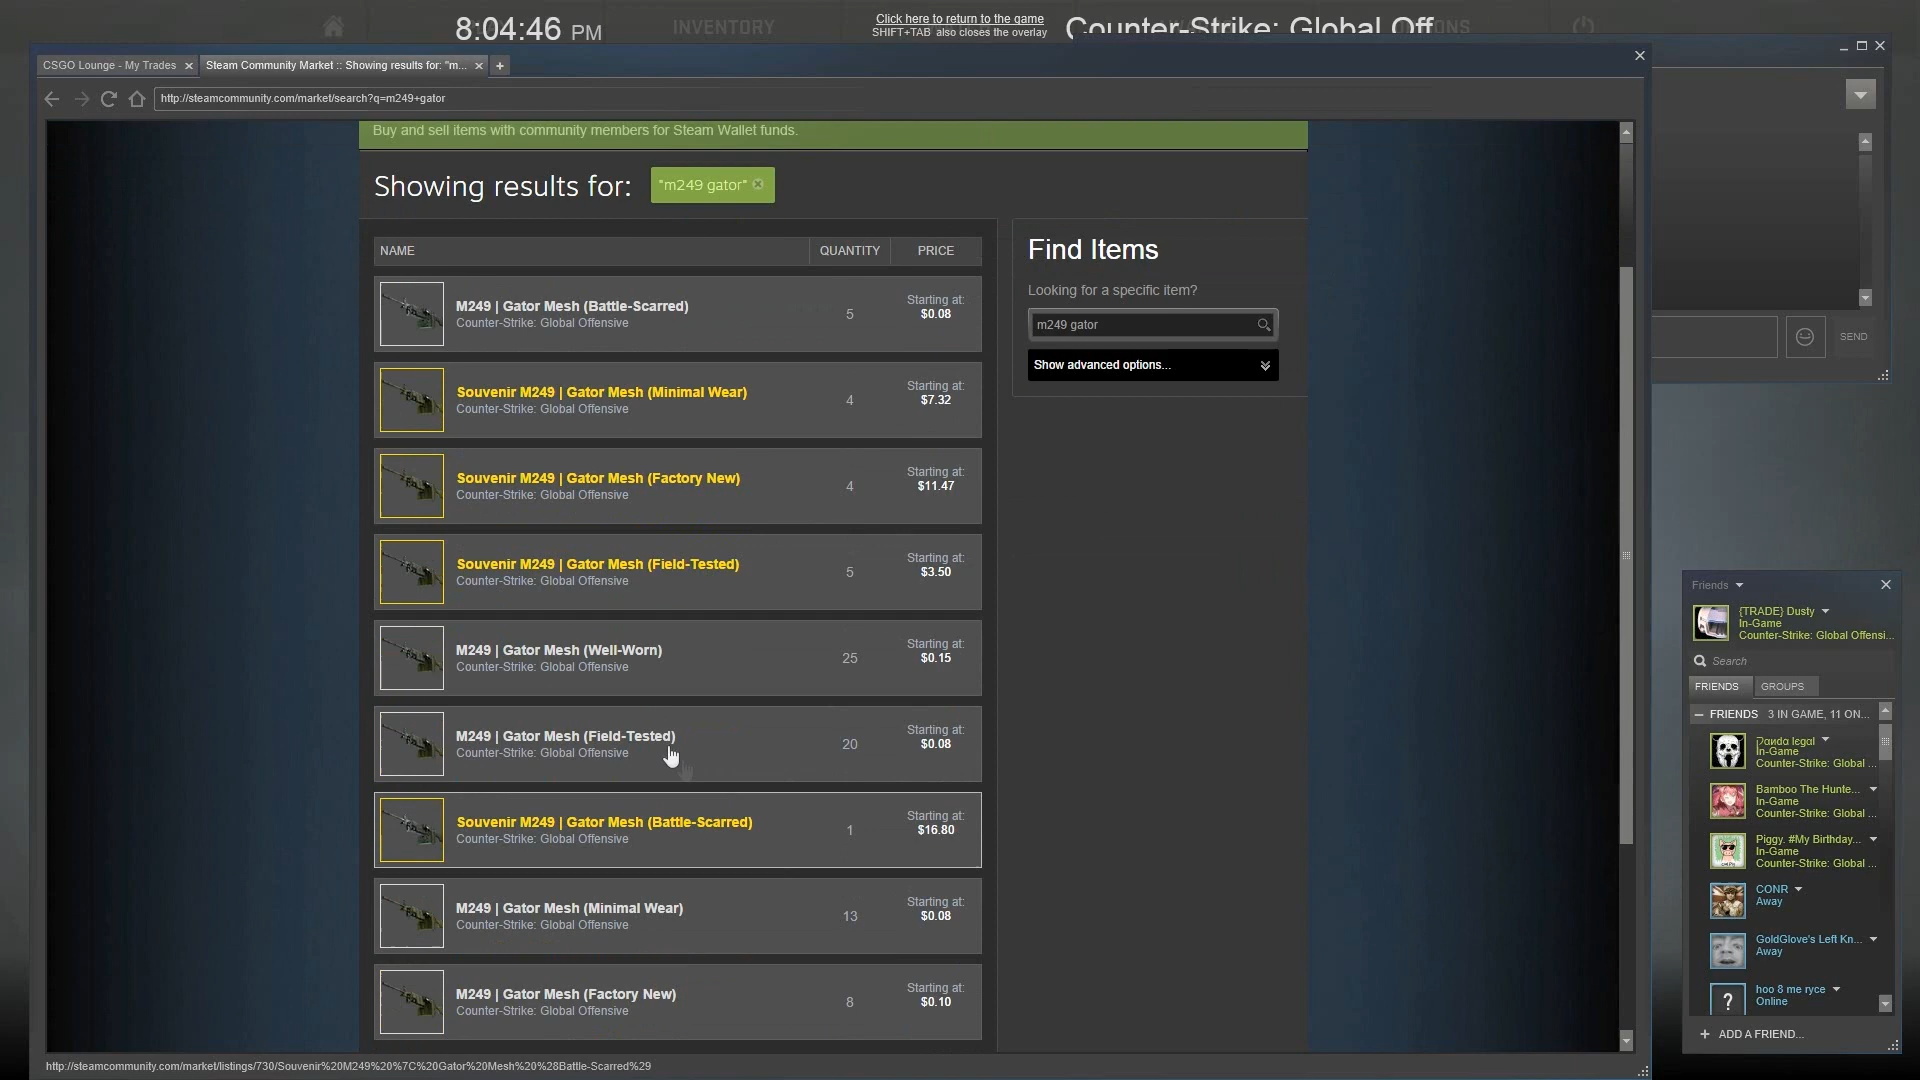 8:04:46 PM
INVENTORY
Click here to return to the game
SHIFT+TAB also closes the overlay
Counter-Strike: Global Off
CSGO Lounge - My Trades
Steam Community Market :: Showing results for: "m...
http://steamcommunity.com/market/search?q=m249+gator
Buy and sell items with community members for Steam Wallet funds.
Showing results for:
"m249 gator"
NAME
QUANTITY
PRICE
M249 | Gator Mesh (Battle-Scarred)
Counter-Strike: Global Offensive
5
Starting at:
$0.08
Souvenir M249 | Gator Mesh (Minimal Wear)
Counter-Strike: Global Offensive
4
Starting at:
$7.32
Souvenir M249 | Gator Mesh (Factory New)
Counter-Strike: Global Offensive
4
Starting at:
$11.47
Souvenir M249 | Gator Mesh (Field-Tested)
Counter-Strike: Global Offensive
5
Starting at:
$3.50
M249 | Gator Mesh (Well-Worn)
Counter-Strike: Global Offensive
25
Starting at:
$0.15
M249 | Gator Mesh (Field-Tested)
Counter-Strike: Global Offensive
20
Starting at:
$0.08
Souvenir M249 | Gator Mesh (Battle-Scarred)
Counter-Strike: Global Offensive
1
Starting at:
$16.80
M249 | Gator Mesh (Minimal Wear)
Counter-Strike: Global Offensive
13
Starting at:
$0.08
M249 | Gator Mesh (Factory New)
Counter-Strike: Global Offensive
8
Starting at:
$0.10
Find Items
Looking for a specific item?
m249 gator
Show advanced options...
SEND
Friends
{TRADE} Dusty
In-Game
Counter-Strike: Global Offensi...
Search
FRIENDS
GROUPS
FRIENDS 3 IN GAME, 11 ON...
Panda legal
In-Game
Counter-Strike: Global ...
Bamboo The Hunte...
In-Game
Counter-Strike: Global ...
Piggy. #My Birthday...
In-Game
Counter-Strike: Global ...
CONR
Away
GoldGlove's Left Kn...
Away
hoo 8 me ryce
Online
+ ADD A FRIEND...
http://steamcommunity.com/market/listings/730/Souvenir%20M249%20%7C%20Gator%20Mesh%20%28Battle-Scarred%29